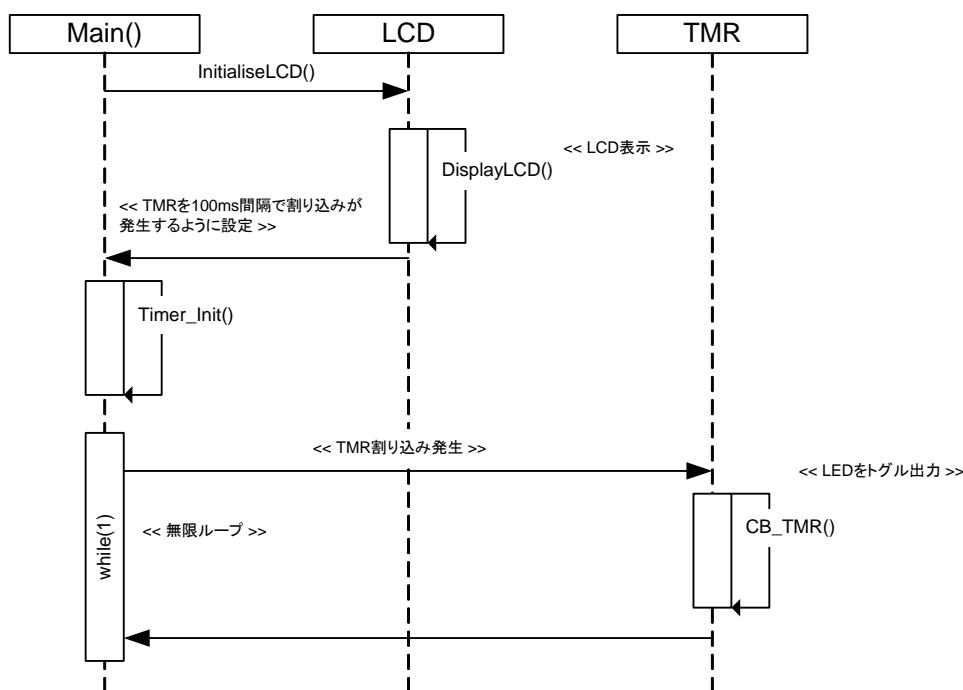 Main()
LCD
TMR
InitialiseLCD()
<< LCD表示 >>
DisplayLCD()
<< TMRを100ms間隔で割り込みが
発生するように設定 >>
Timer_Init()
<< TMR割り込み発生 >>
<< LEDをトグル出力 >>
while(1)
<< 無限ループ >>
CB_TMR()